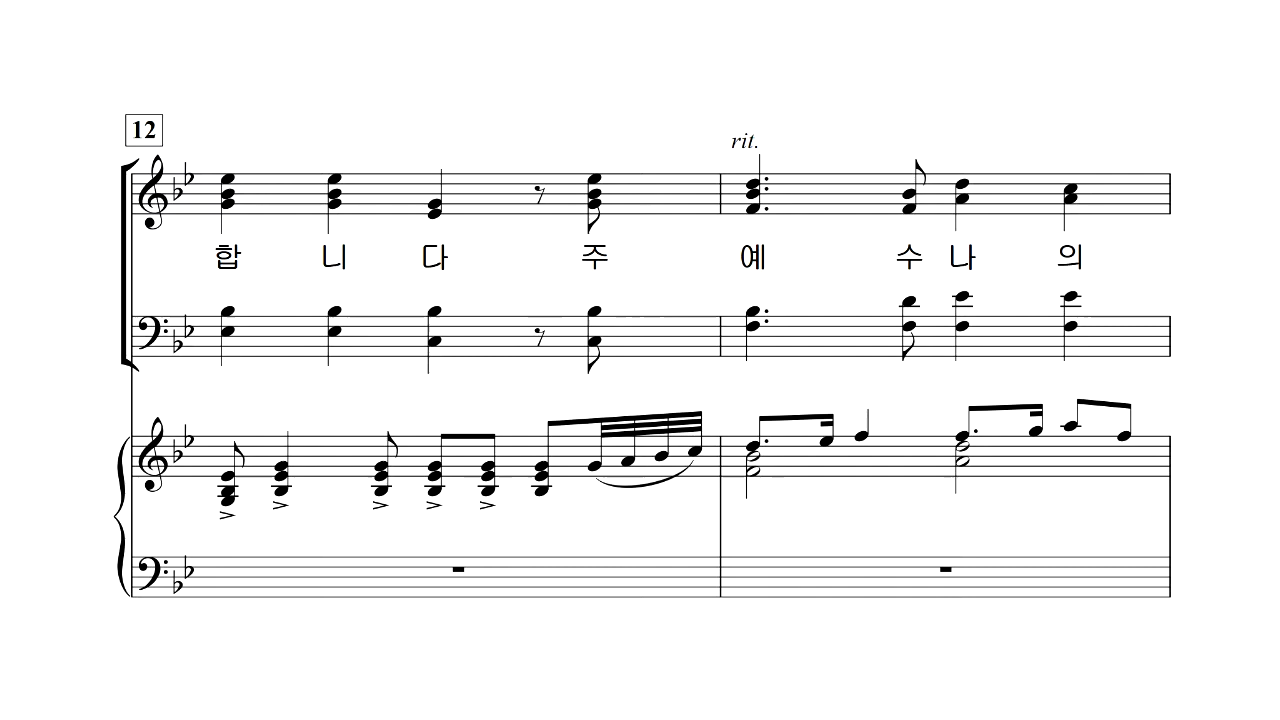 12
rit.
합 니 다 주 예 수 나 의